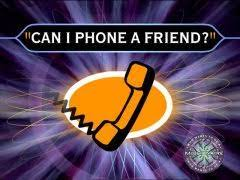 "CAN I PHONE A FRIEND?"